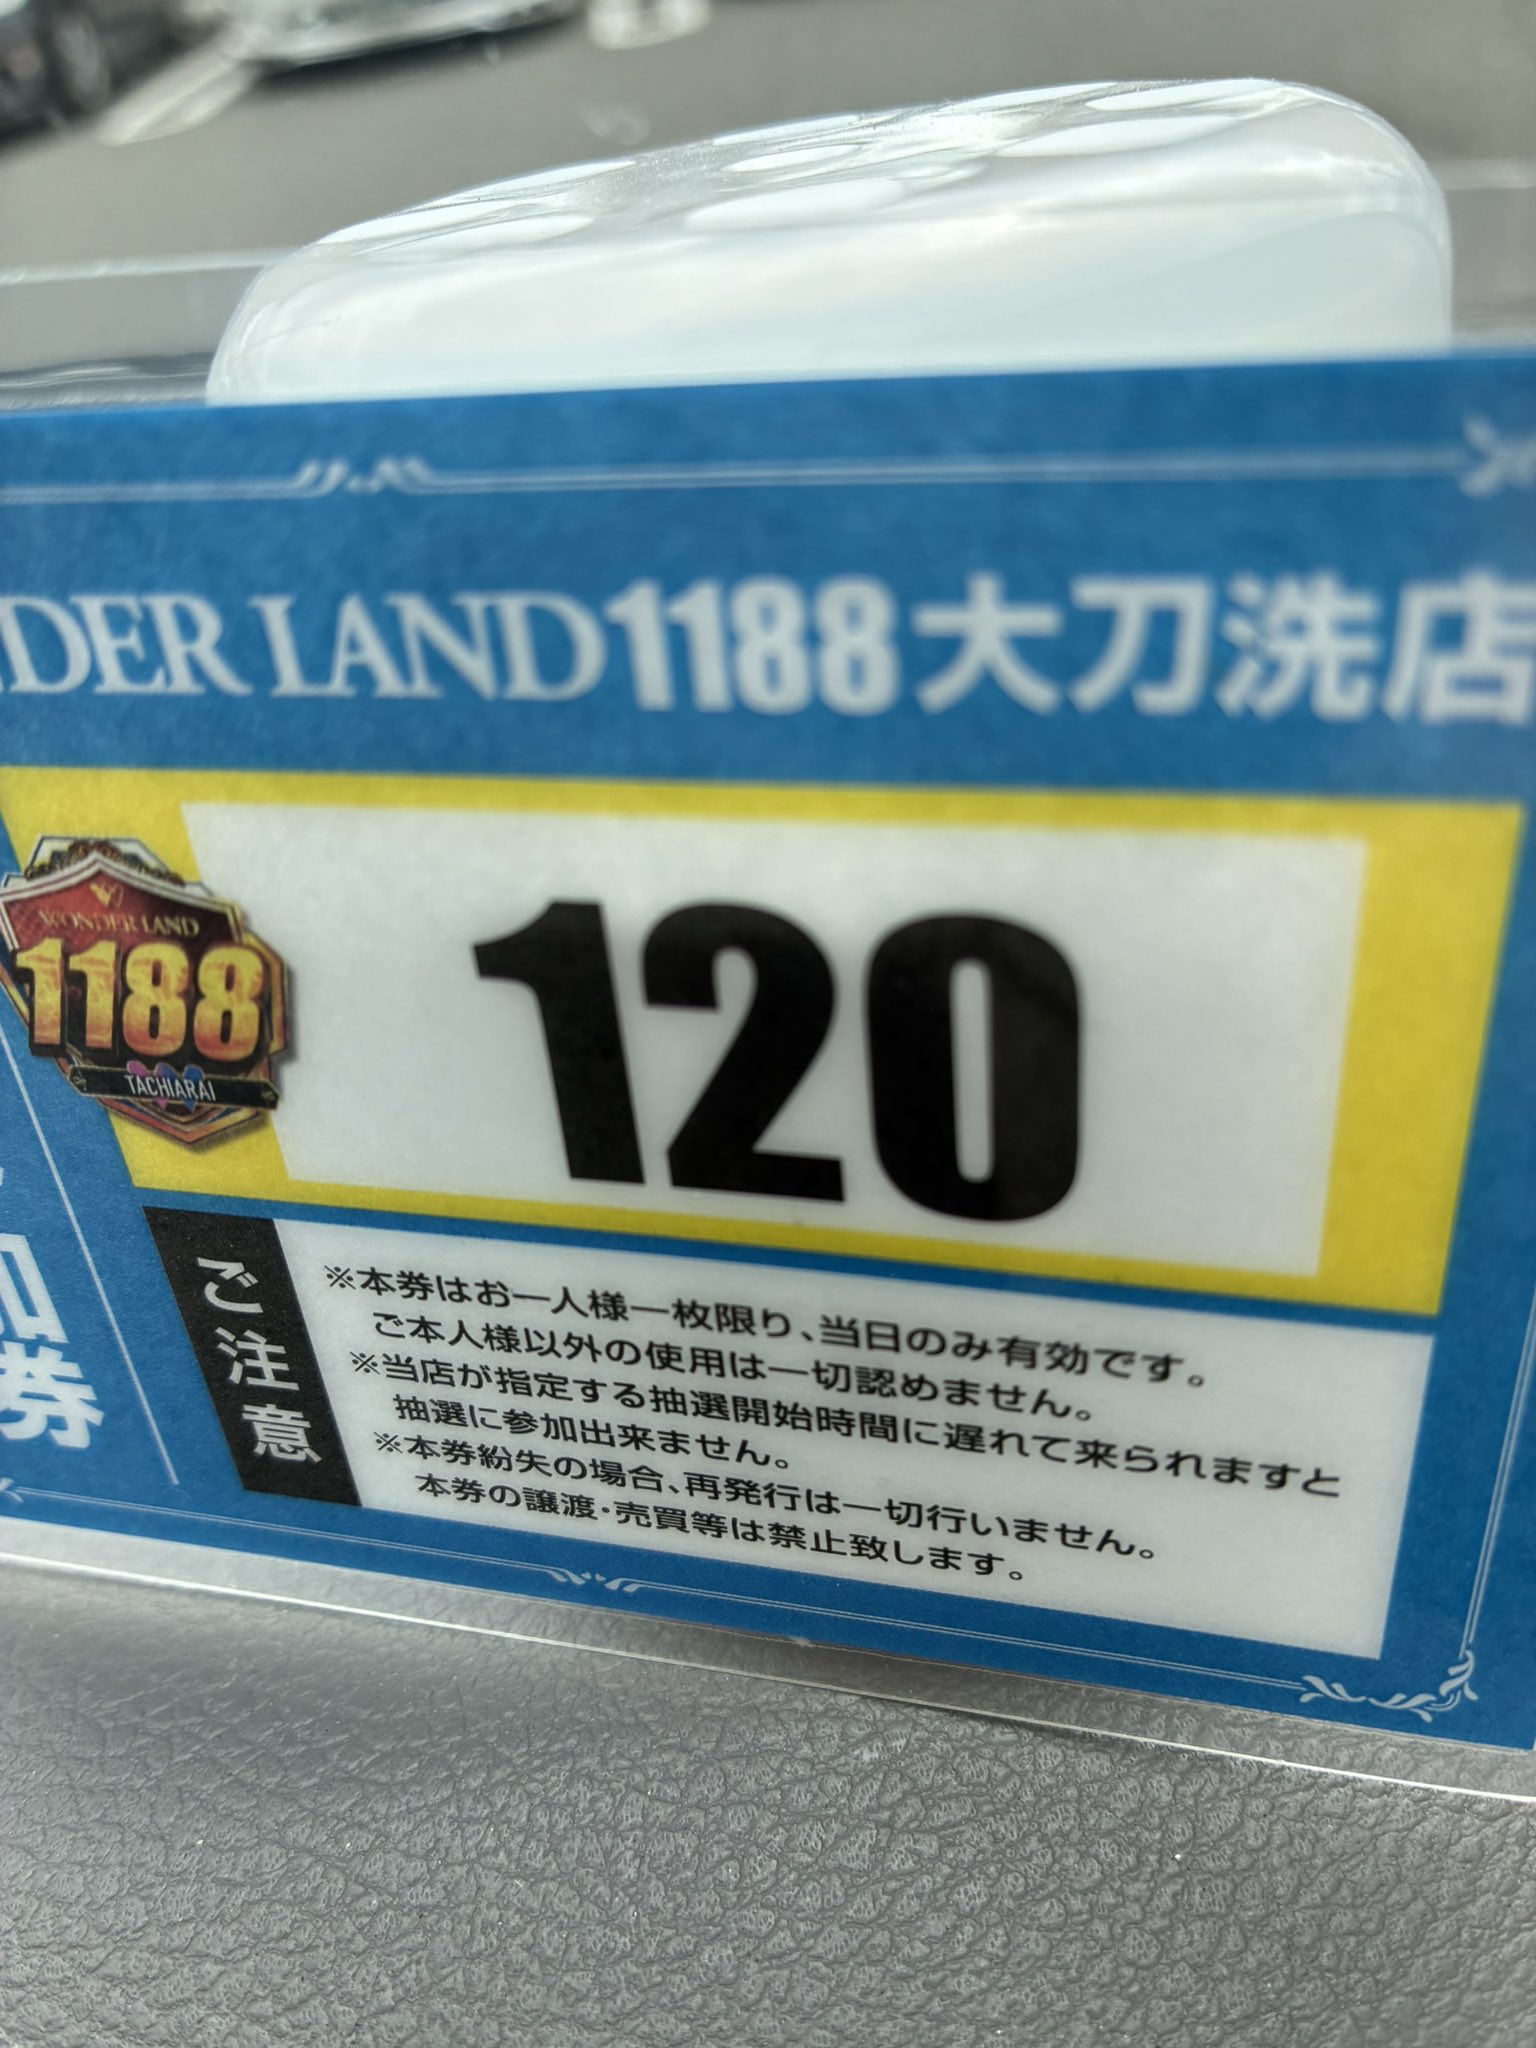 NDER LAND1188大刀洗店
WONDER LAND
1188
TACHIARAI
120
加券
ご注意
※本券はお一人様一枚限り、当日のみ有効です。
ご本人様以外の使用は一切認めません。
※当店が指定する抽選開始時間に遅れて来られますと
抽選に参加出来ません。
※本券紛失の場合、再発行は一切行いません。
本券の譲渡・売買等は禁止致します。